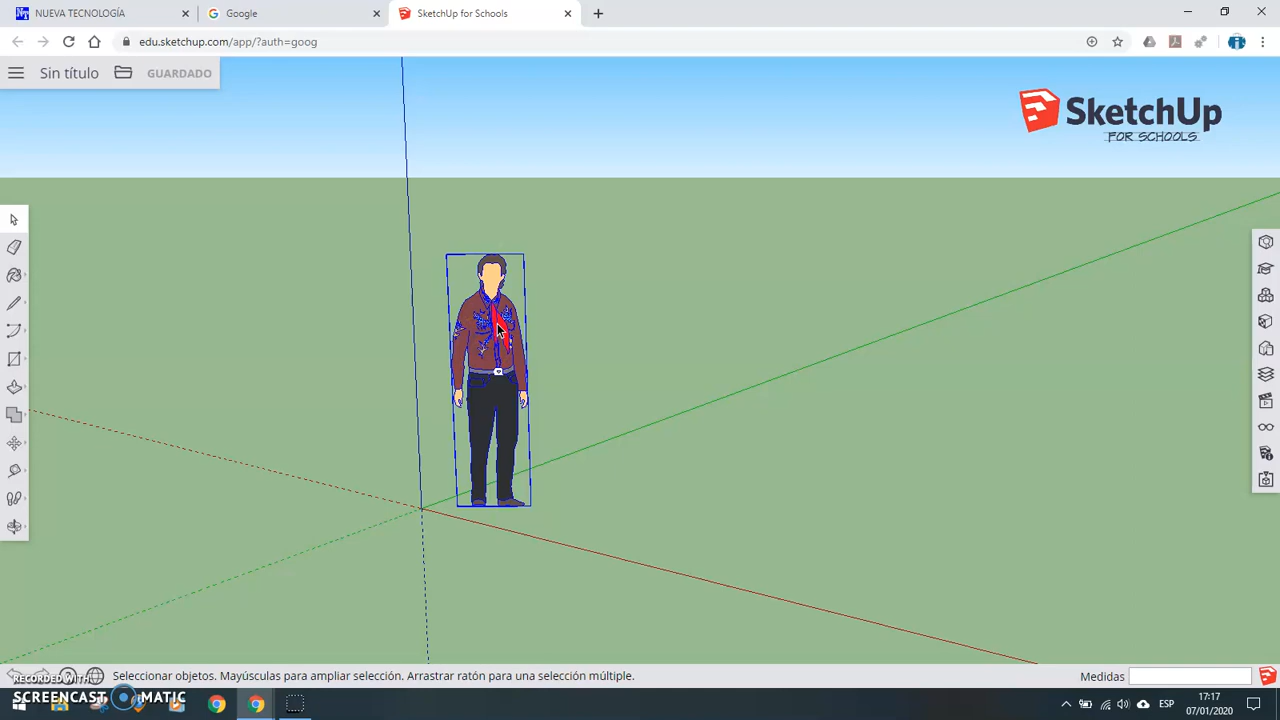 NUEVA TECNOLOGÍA
Google
SketchUp for Schools
edu.sketchup.com/app/?auth=goog
Sin título
GUARDADO
SketchUp
FOR SCHOOLS
Seleccionar objetos. Mayúsculas para ampliar selección. Arrastrar ratón para una selección múltiple.
Medidas
RECORDED WITH
SCREENCAST MATIC
ESP
17:17
07/01/2020